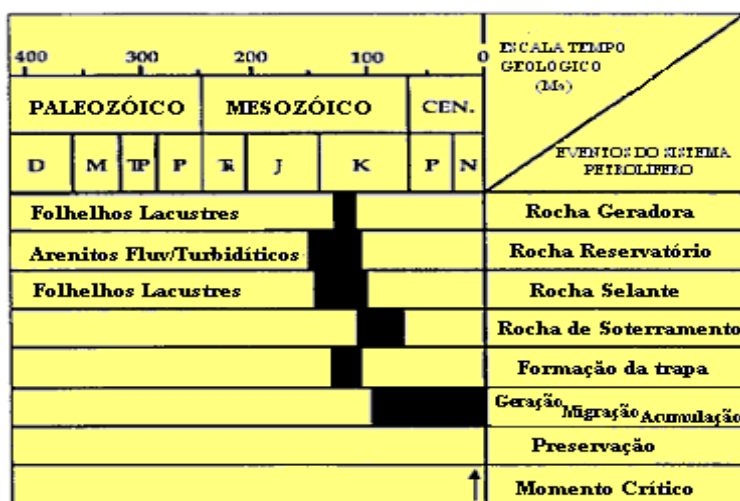 400 300 200 100 0
ESCALA TEMPO
GEOLÓGICO
(Ma)
PALEOZÓICO MESOZÓICO CEN.
EVENTOS DO SISTEMA
PETROLÍFERO
D M P TR J K P N
Folhelhos Lacustres Rocha Geradora
Arenitos Fluv/Turbidíticos Rocha Reservatório
Folhelhos Lacustres Rocha Selante
Rocha de Soterramento
Formação da trapa
Geração Migração Acumulação
Preservação
Momento Crítico